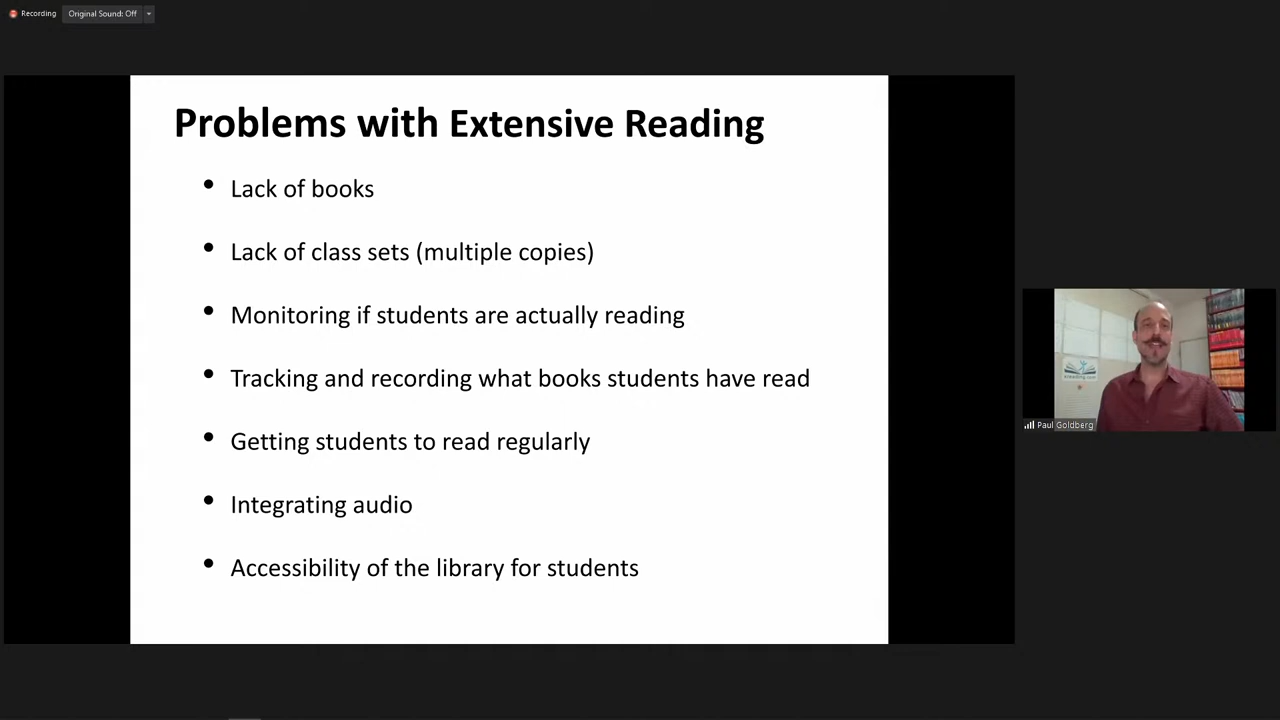 Recording
Original Sound: Off
Problems with Extensive Reading
• Lack of books
• Lack of class sets (multiple copies)
• Monitoring if students are actually reading
• Tracking and recording what books students have read
• Getting students to read regularly
• Integrating audio
• Accessibility of the library for students
Paul Goldberg